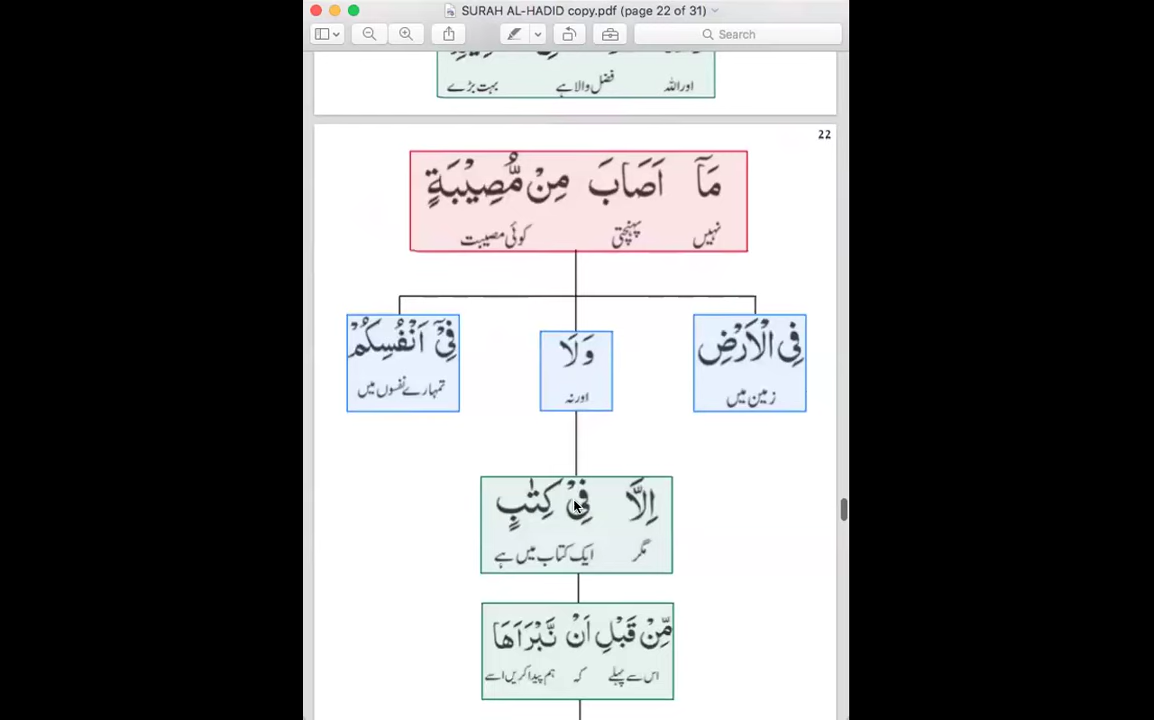 SURAH AL-HADID copy.pdf (page 22 of 31)
Search
اور اللہ فضل والا ہے بہت بڑے
22
مَآ اَصَابَ مِنْ مُّصِيْبَةٍ
نہیں پہنچتی کوئی مصیبت
فِى الْاَرْضِ وَلَا فِىْٓ اَنْفُسِكُمْ
زمین میں اور نہ تمہارے نفسوں میں
اِلَّا فِىْ كِتٰبٍ
مگر ایک کتاب میں ہے
مِّنْ قَبْلِ اَنْ نَّبْرَاَهَا
اس سے پہلے کہ ہم پیدا کریں اسے